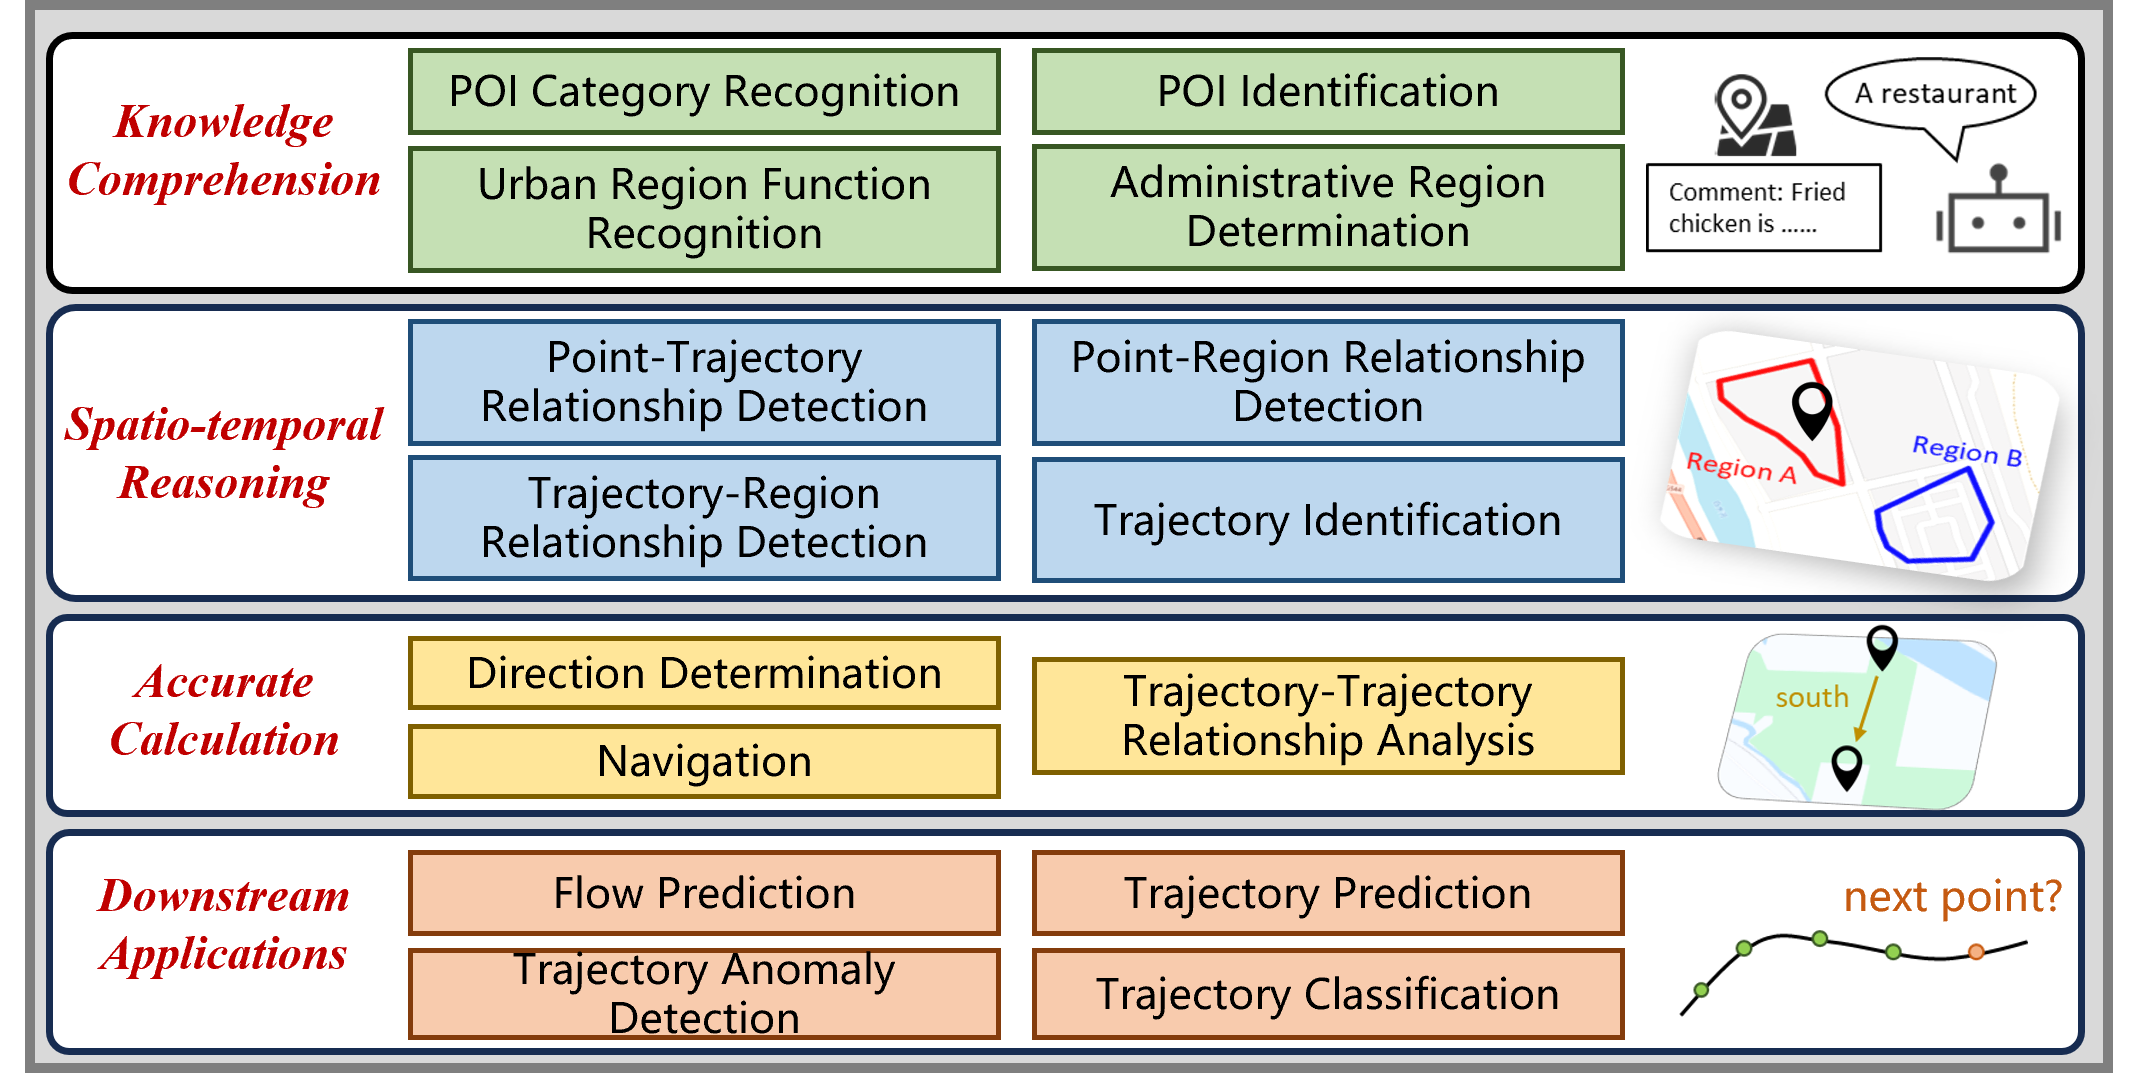 Knowledge
Comprehension
POI Category Recognition
POI Identification
Urban Region Function
Recognition
Administrative Region
Determination
A restaurant
Comment: Fried
chicken is ......
Spatio-temporal
Reasoning
Point-Trajectory
Relationship Detection
Point-Region Relationship
Detection
Trajectory-Region
Relationship Detection
Trajectory Identification
Region A
Region B
Accurate
Calculation
Direction Determination
Navigation
Trajectory-Trajectory
Relationship Analysis
south
Downstream
Applications
Flow Prediction
Trajectory Prediction
Trajectory Anomaly
Detection
Trajectory Classification
next point?